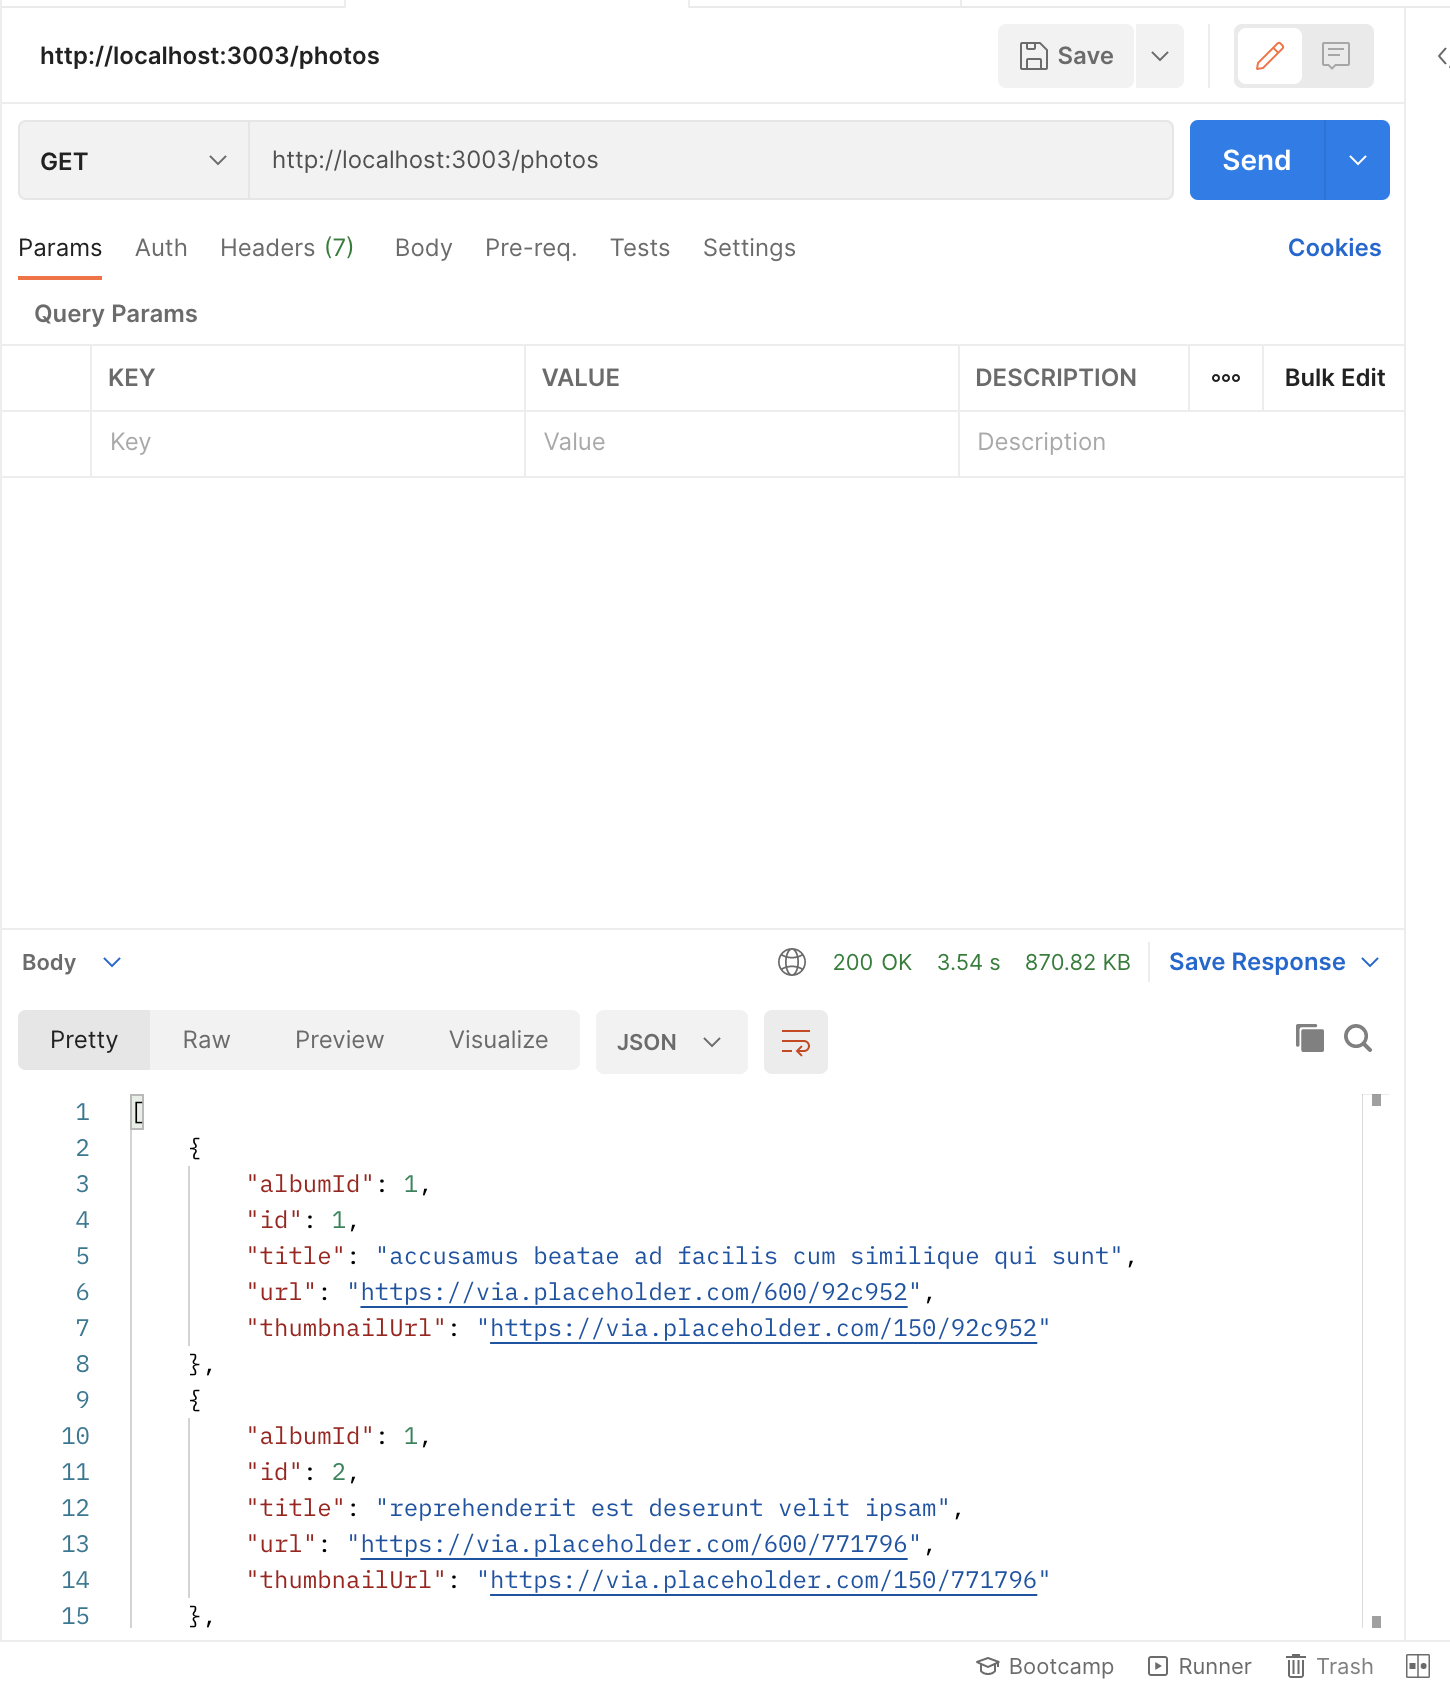 http://localhost:3003/photos
Save
GET
http://localhost:3003/photos
Send
Params Auth Headers (7) Body Pre-req. Tests Settings Cookies
Query Params
KEY VALUE DESCRIPTION ooo Bulk Edit
Key Value Description
Body 200 OK 3.54 s 870.82 KB Save Response
Pretty Raw Preview Visualize JSON
1 [
2 {
3 "albumId": 1,
4 "id": 1,
5 "title": "accusamus beatae ad facilis cum similique qui sunt",
6 "url": "https://via.placeholder.com/600/92c952",
7 "thumbnailUrl": "https://via.placeholder.com/150/92c952"
8 },
9 {
10 "albumId": 1,
11 "id": 2,
12 "title": "reprehenderit est deserunt velit ipsam",
13 "url": "https://via.placeholder.com/600/771796",
14 "thumbnailUrl": "https://via.placeholder.com/150/771796"
15 },
Bootcamp Runner Trash